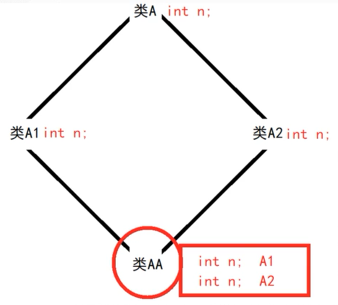 类A int n;
类A1 int n; 类A2 int n;
类AA
int n; A1
int n; A2